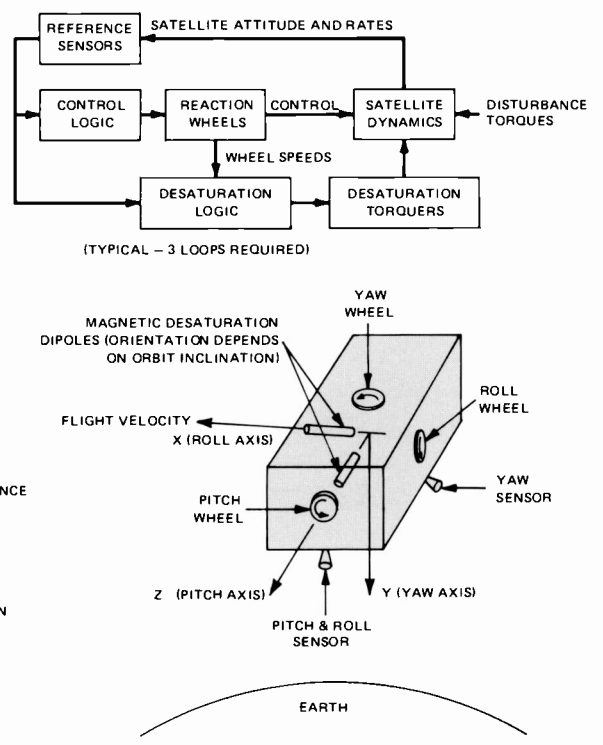 SATELLITE ATTITUDE AND RATES
REFERENCE
SENSORS
CONTROL
LOGIC
REACTION
WHEELS
CONTROL
SATELLITE
DYNAMICS
DISTURBANCE
TORQUES
WHEEL SPEEDS
DESATURATION
LOGIC
DESATURATION
TORQUERS
(TYPICAL – 3 LOOPS REQUIRED)
YAW
WHEEL
MAGNETIC DESATURATION
DIPOLES (ORIENTATION DEPENDS
ON ORBIT INCLINATION)
ROLL
WHEEL
FLIGHT VELOCITY
X (ROLL AXIS)
NCE
PITCH
WHEEL
YAW
SENSOR
Z (PITCH AXIS)
Y (YAW AXIS)
N
PITCH & ROLL
SENSOR
EARTH